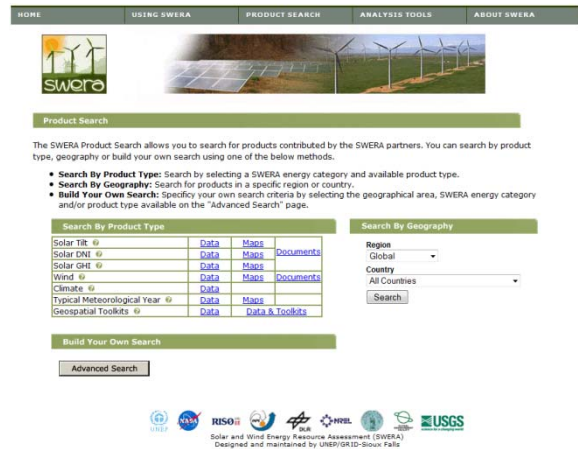 HOME USING SWERA PRODUCT SEARCH ANALYSIS TOOLS ABOUT SWERA
swera
Product Search
The SWERA Product Search allows you to search for products contributed by the SWERA partners. You can search by product
type, geography or build your own search using one of the below methods.
Search By Product Type: Search by selecting a SWERA energy category and available product type.
Search By Geography: Search for products in a specific region or country.
Build Your Own Search: Specificy your own search criteria by selecting the geographical area, SWERA energy category
and/or product type available on the "Advanced Search" page.
Search By Product Type
Solar Tilt Data Maps
Solar DNI Data Maps Documents
Solar GHI Data Maps
Wind Data Maps Documents
Climate Data
Typical Meteorological Year Data Maps
Geospatial Toolkits Data Data & Toolkits
Search By Geography
Region
Global
Country
All Countries
Search
Build Your Own Search
Advanced Search
UNEP NASA RISØ DLR NREL USGS
Solar and Wind Energy Resource Assessment (SWERA)
Designed and maintained by UNEP/GRID-Sioux Falls